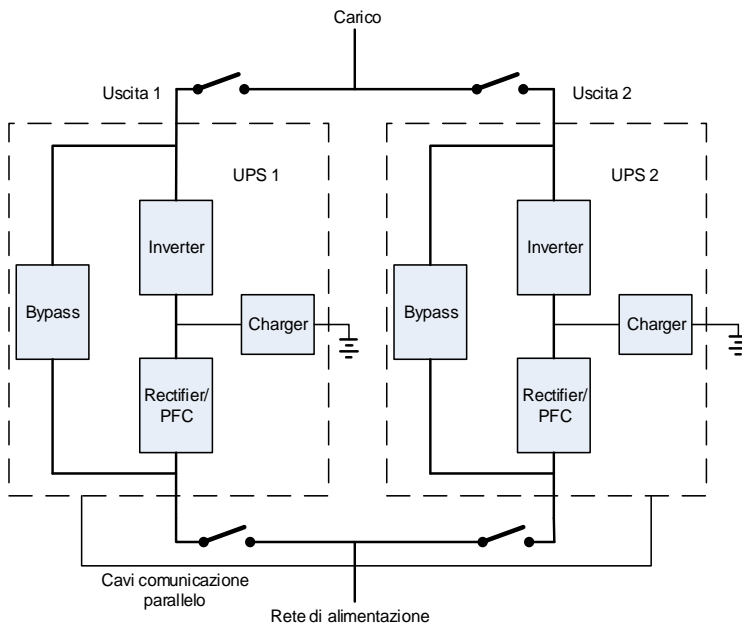 Carico
Uscita 1
Uscita 2
UPS 1
UPS 2
Inverter
Inverter
Bypass
Charger
Bypass
Charger
Rectifier/
PFC
Rectifier/
PFC
Cavi comunicazione
parallelo
Rete di alimentazione